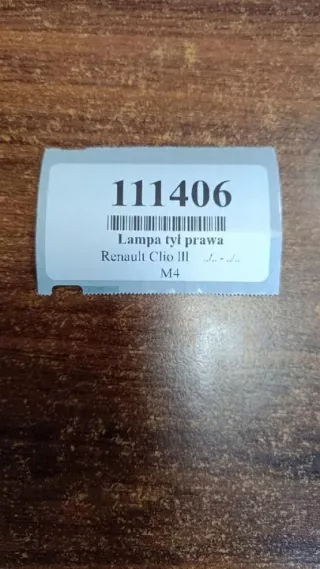 111406
Lampa tył prawa
Renault Clio III ../.. - ../..
M4